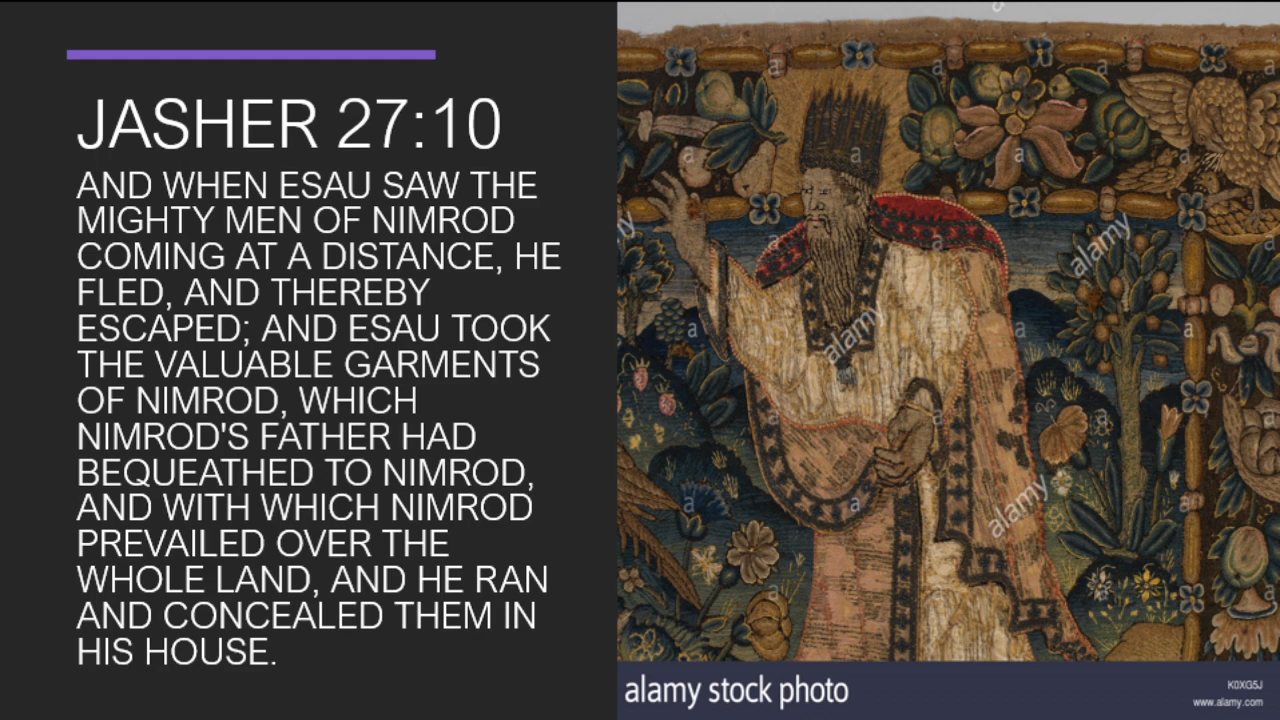 JASHER 27:10
AND WHEN ESAU SAW THE
MIGHTY MEN OF NIMROD
COMING AT A DISTANCE, HE
FLED, AND THEREBY
ESCAPED; AND ESAU TOOK
THE VALUABLE GARMENTS
OF NIMROD, WHICH
NIMROD'S FATHER HAD
BEQUEATHED TO NIMROD,
AND WITH WHICH NIMROD
PREVAILED OVER THE
WHOLE LAND, AND HE RAN
AND CONCEALED THEM IN
HIS HOUSE.
alamy
alamy
alamy
alamy stock photo
K0XG5J
www.alamy.com